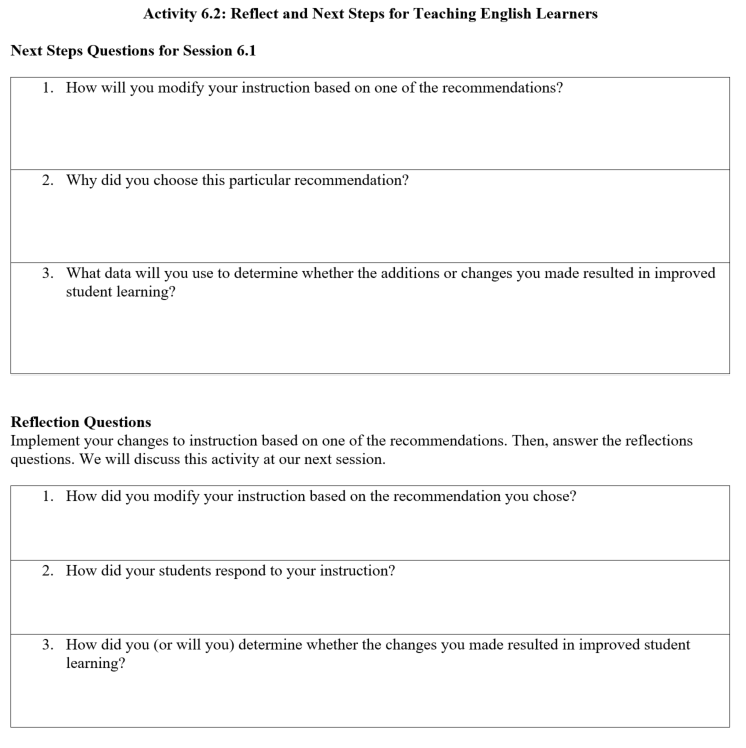 Activity 6.2: Reflect and Next Steps for Teaching English Learners
Next Steps Questions for Session 6.1
1. How will you modify your instruction based on one of the recommendations?
2. Why did you choose this particular recommendation?
3. What data will you use to determine whether the additions or changes you made resulted in improved
student learning?
Reflection Questions
Implement your changes to instruction based on one of the recommendations. Then, answer the reflections
questions. We will discuss this activity at our next session.
1. How did you modify your instruction based on the recommendation you chose?
2. How did your students respond to your instruction?
3. How did you (or will you) determine whether the changes you made resulted in improved student
learning?